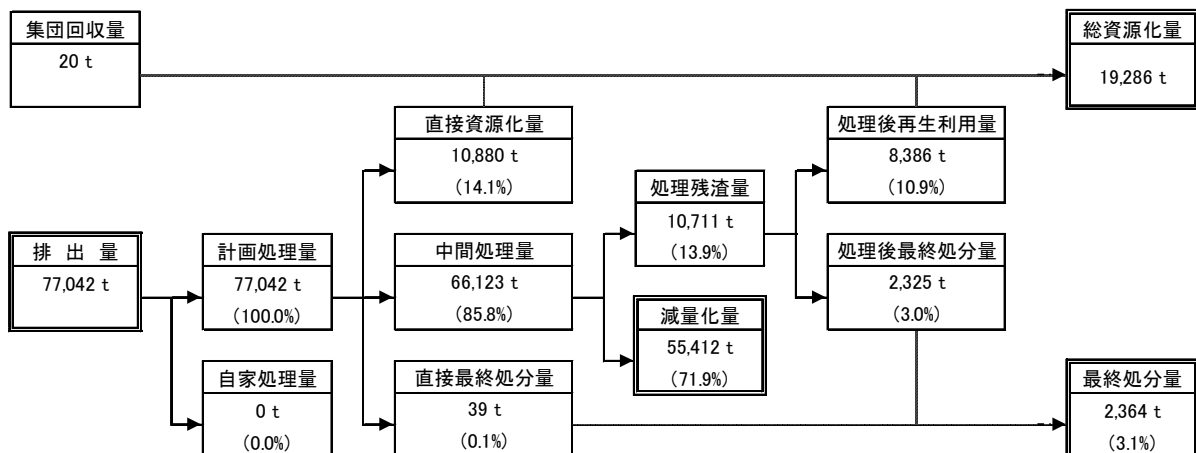 集団回収量
20 t
総資源化量
19,286 t
直接資源化量
10,880 t
(14.1%)
処理後再生利用量
8,386 t
(10.9%)
処理残渣量
10,711 t
(13.9%)
排 出 量
77,042 t
計画処理量
77,042 t
(100.0%)
中間処理量
66,123 t
(85.8%)
処理後最終処分量
2,325 t
(3.0%)
減量化量
55,412 t
(71.9%)
自家処理量
0 t
(0.0%)
直接最終処分量
39 t
(0.1%)
最終処分量
2,364 t
(3.1%)